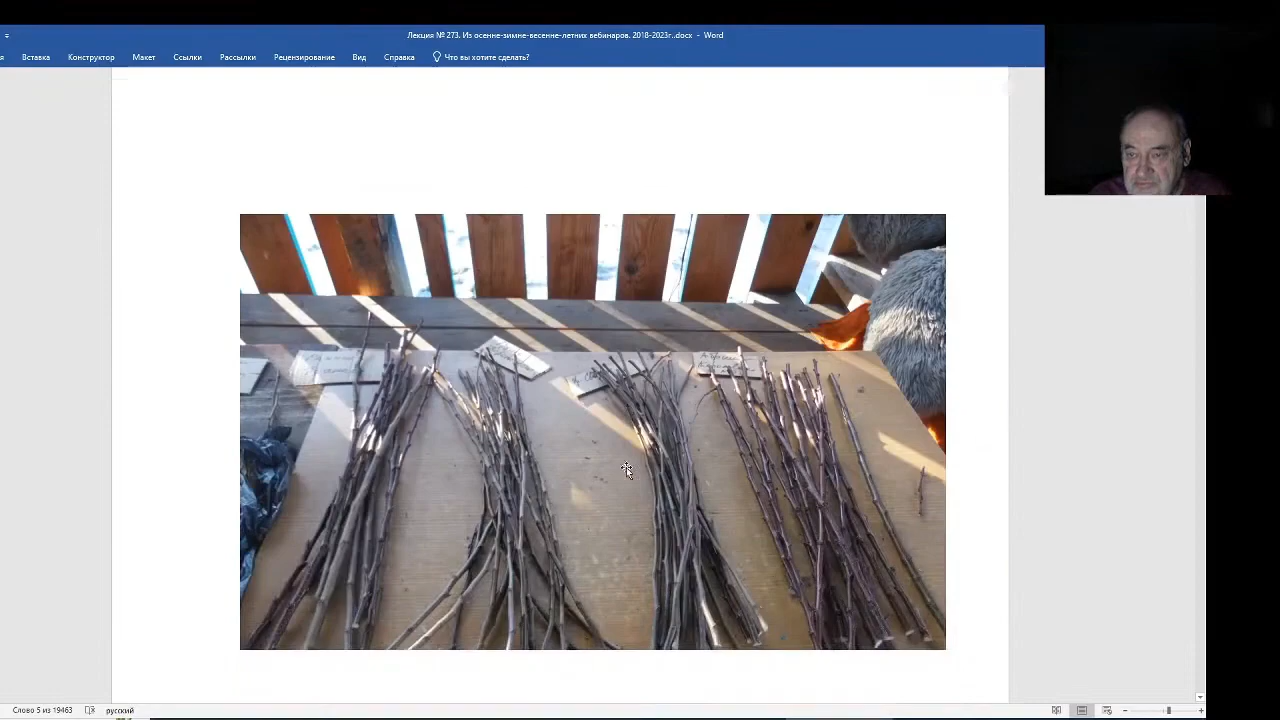 Лекция № 273. Из осенне-зимне-весенне-летних вебинаров. 2018-2023г..docx - Word
Вставка Конструктор Макет Ссылки Рассылки Рецензирование Вид Справка Что вы хотите сделать?
Слово 5 из 19463 русский